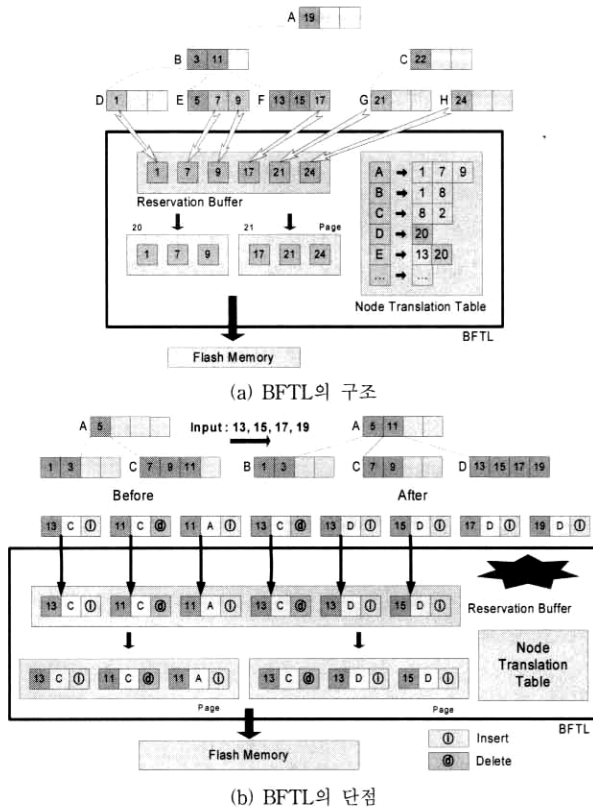 A 19
B 3 11 C 22
D 1 E 5 7 9 F 13 15 17 G 21 H 24
1 7 9 17 21 24
Reservation Buffer
20 21 Page
1 7 9 17 21 24
A 1 7 9
B 1 8
C 8 2
D 20
E 13 20
... ...
Node Translation Table
BFTL
Flash Memory
(a) BFTL의 구조
A 5 Input : 13, 15, 17, 19 A 5 11
1 3 C 7 9 11 B 1 3 C 7 9 D 13 15 17 19
Before After
13 C i 11 C d 11 A i 13 C d 13 D i 15 D i 17 D i 19 D i
13 C i 11 C d 11 A i 13 C d 13 D i 15 D i
Reservation Buffer
13 C i 11 C d 11 A i 13 C d 13 D i 15 D i
Page Page
Node
Translation
Table
BFTL
Flash Memory
i Insert
d Delete
(b) BFTL의 단점